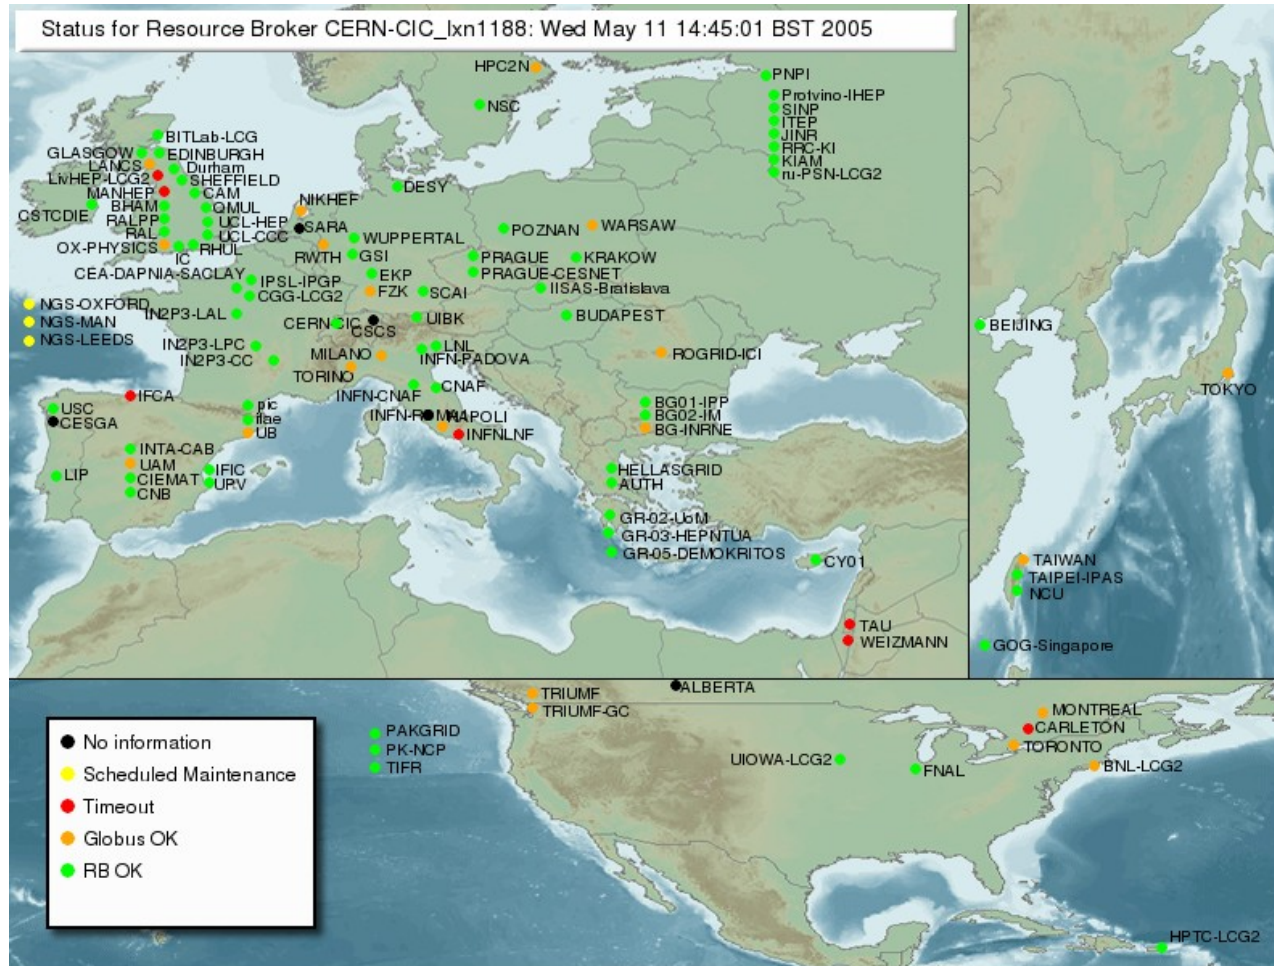 Status for Resource Broker CERN-CIC_lxn1188: Wed May 11 14:45:01 BST 2005
HPC2N
NSC
PNPI
Protvino-IHEP
SINP
ITEP
JINR
RRC-KI
KIAM
ru-PSN-LCG2
BITLab-LCG
GLASGOW
EDINBURGH
LANCS
Durham
LivHEP-LCG2
SHEFFIELD
MANHEP
CAM
BHAM
QMUL
CSTCDIE
RALPP
UCL-HEP
RAL
UCL-CCC
OX-PHYSICS
IC
RHUL
DESY
NIKHEF
SARA
RWTH
WUPPERTAL
GSI
POZNAN
WARSAW
CEA-DAPNIA-SACLAY
IPSL-IPGP
CGG-LCG2
EKP
FZK
SCAI
PRAGUE
PRAGUE-CESNET
KRAKOW
IISAS-Bratislava
NGS-OXFORD
NGS-MAN
NGS-LEEDS
IN2P3-LAL
CERN-CIC
CSCS
UIBK
BUDAPEST
IN2P3-LPC
IN2P3-CC
MILANO
TORINO
LNL
INFN-PADOVA
ROGRID-ICI
IFCA
USC
CESGA
pic
ifae
UB
INFN-CNAF
CNAF
NAPOLI
INFNLNF
BG01-IPP
BG02-IM
BG-INRNE
INTA-CAB
UAM
CIEMAT
CNB
LIP
IFIC
UPV
HELLASGRID
AUTH
GR-02-UoM
GR-03-HEPNTUA
GR-05-DEMOKRITOS
CY01
TAU
WEIZMANN
BEIJING
TOKYO
TAIWAN
TAIPEI-IPAS
NCU
GOG-Singapore
TRIUMF
TRIUMF-GC
ALBERTA
MONTREAL
CARLETON
TORONTO
BNL-LCG2
PAKGRID
PK-NCP
TIFR
UIOWA-LCG2
FNAL
HPTC-LCG2
No information
Scheduled Maintenance
Timeout
Globus OK
RB OK